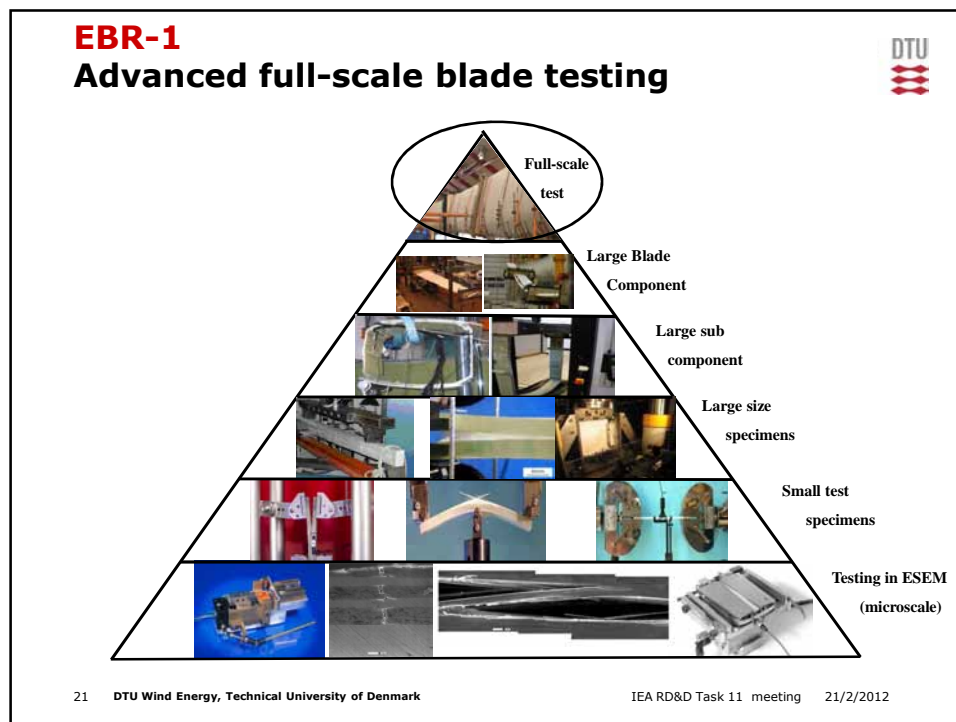 EBR-1
Advanced full-scale blade testing
DTU
Full-scale
test
Large Blade
Component
Large sub
component
Large size
specimens
Small test
specimens
Testing in ESEM
(microscale)
21 DTU Wind Energy, Technical University of Denmark IEA RD&D Task 11 meeting 21/2/2012